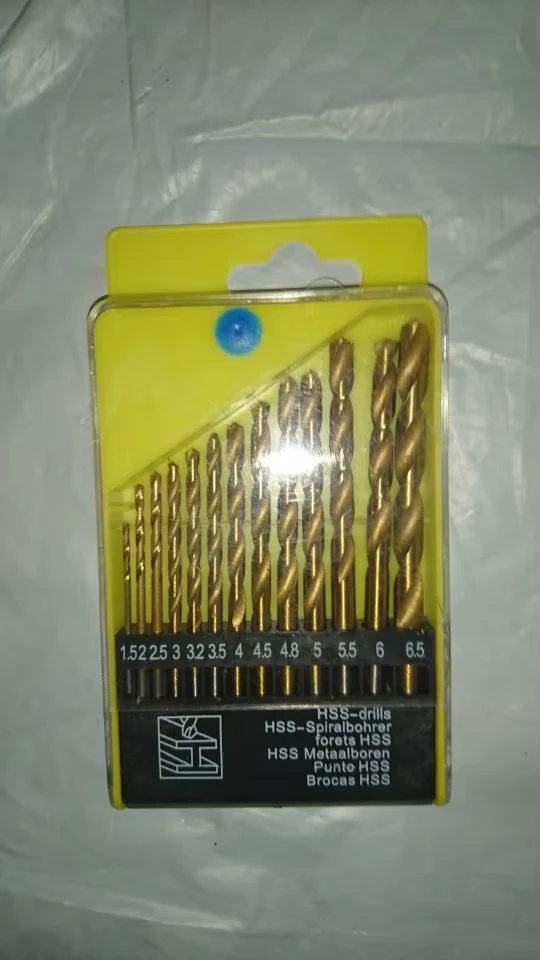 1.5 2 2.5 3 3.2 3.5 4 4.5 4.8 5 5.5 6 6.5
HSS-drills
HSS-Spiralbohrer
forets HSS
HSS Metaalboren
Punte HSS
Brocas HSS